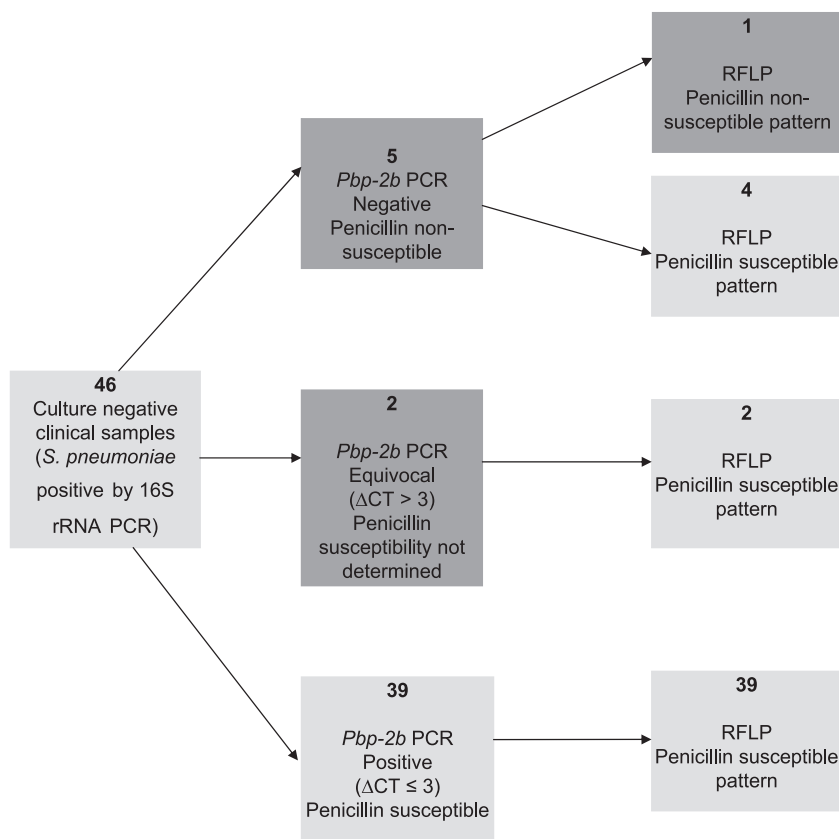 46
Culture negative
clinical samples
(S. pneumoniae
positive by 16S
rRNA PCR)
5
Pbp-2b PCR
Negative
Penicillin non-
susceptible
1
RFLP
Penicillin non-
susceptible pattern
4
RFLP
Penicillin susceptible
pattern
2
Pbp-2b PCR
Equivocal
(ΔCT > 3)
Penicillin
susceptibility not
determined
2
RFLP
Penicillin susceptible
pattern
39
Pbp-2b PCR
Positive
(ΔCT ≤ 3)
Penicillin susceptible
39
RFLP
Penicillin susceptible
pattern